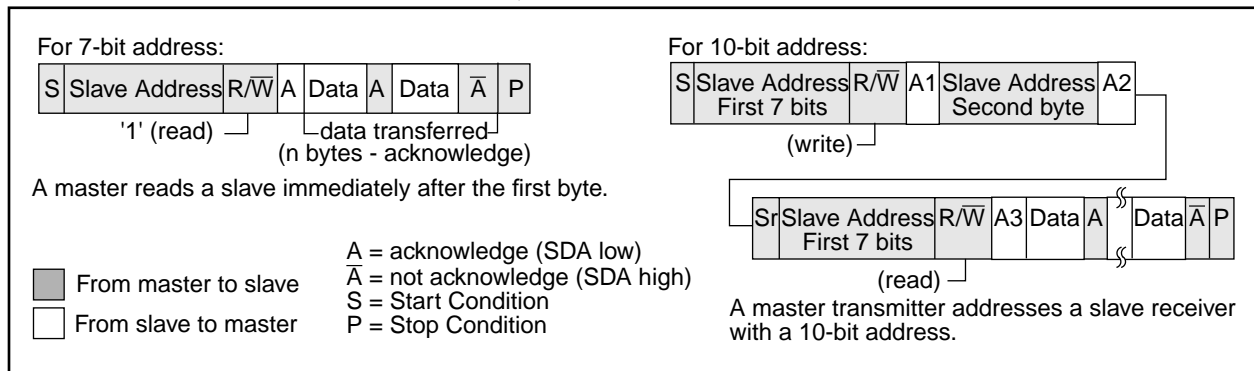 For 7-bit address:
S Slave Address R/W̅ A Data A Data A̅ P
'1' (read) data transferred
(n bytes - acknowledge)
A master reads a slave immediately after the first byte.
From master to slave
From slave to master
A = acknowledge (SDA low)
A̅ = not acknowledge (SDA high)
S = Start Condition
P = Stop Condition
For 10-bit address:
S Slave Address First 7 bits R/W̅ A1 Slave Address Second byte A2
(write)
Sr Slave Address First 7 bits R/W̅ A3 Data A Data A̅ P
(read)
A master transmitter addresses a slave receiver
with a 10-bit address.